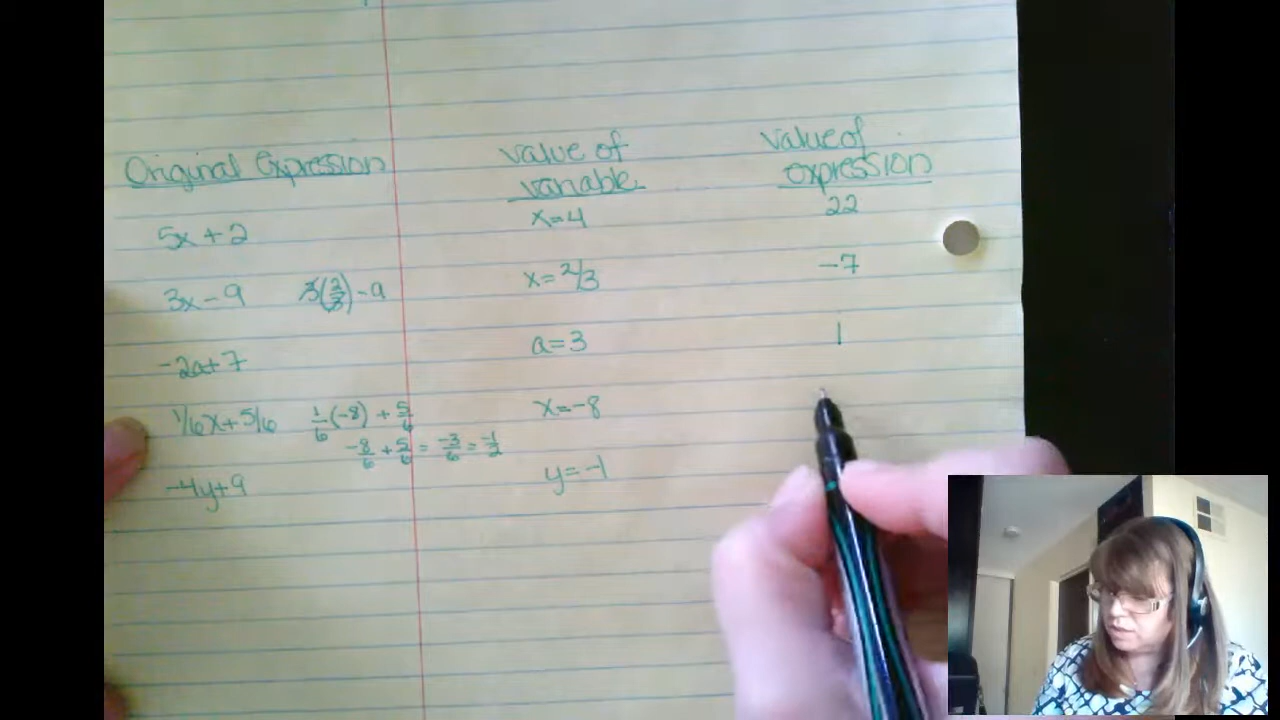 Original Expression
value of variable
value of expression
5x + 2
x = 4
22
3x - 9
3(2/3) - 9
x = 2/3
-7
-2a + 7
a = 3
1
1/6x + 5/6
1/6(-8) + 5/6
x = -8
-8/6 + 5/6 = -3/6 = -1/2
-4y + 9
y = -1